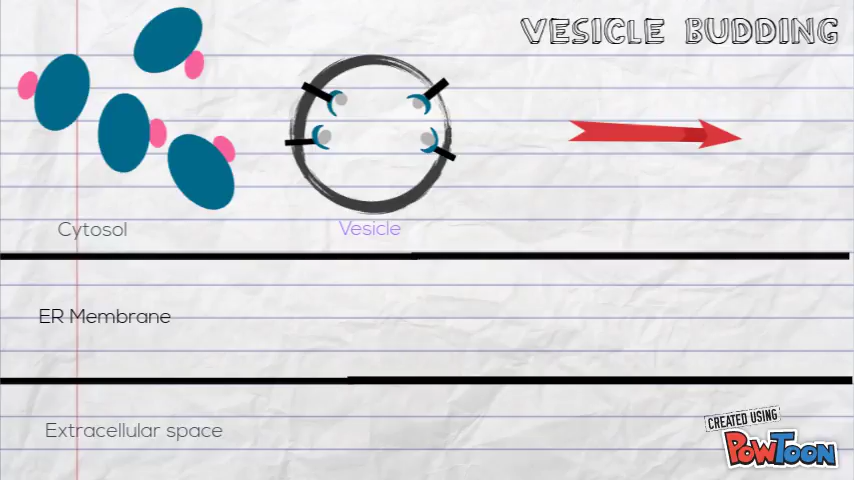 VESICLE BUDDING
Cytosol
Vesicle
ER Membrane
Extracellular space
CREATED USING
POWTOON